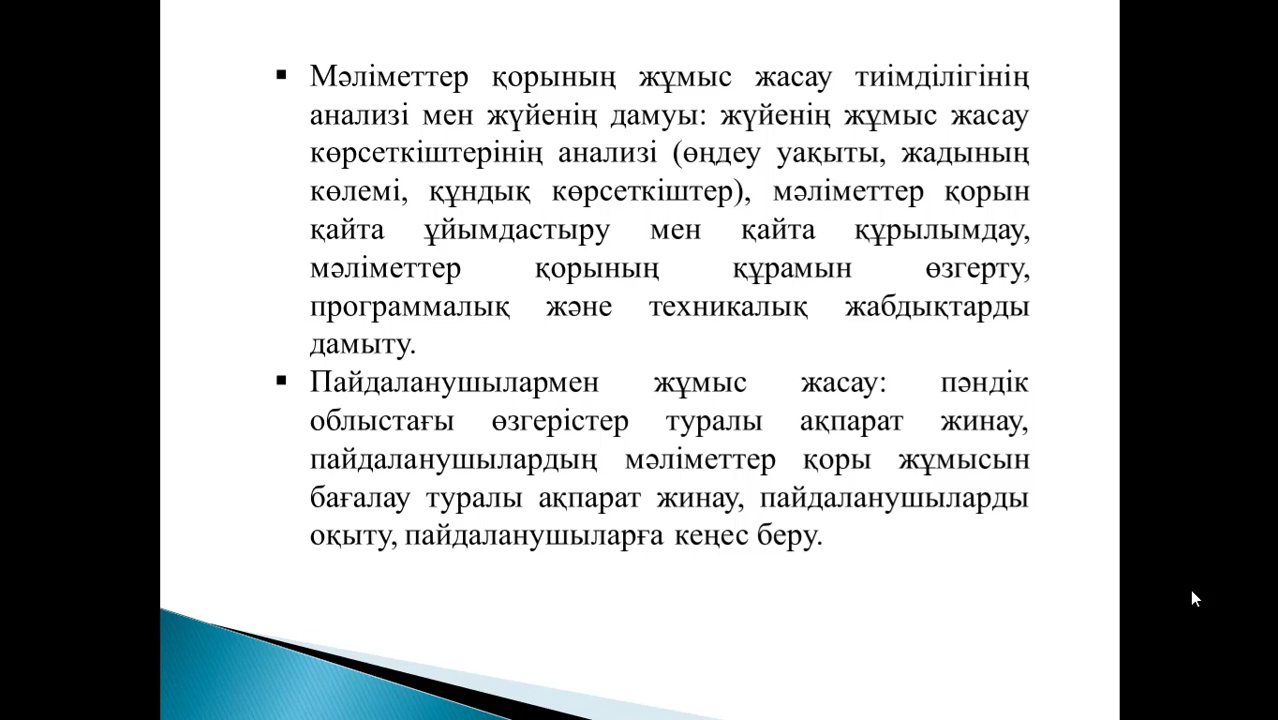 ▪ Мәліметтер қорының жұмыс жасау тиімділігінің
анализі мен жүйенің дамуы: жүйенің жұмыс жасау
көрсеткіштерінің анализі (өңдеу уақыты, жадының
көлемі, құндық көрсеткіштер), мәліметтер қорын
қайта ұйымдастыру мен қайта құрылымдау,
мәліметтер қорының құрамын өзгерту,
программалық және техникалық жабдықтарды
дамыту.
▪ Пайдаланушылармен жұмыс жасау: пәндік
облыстағы өзгерістер туралы ақпарат жинау,
пайдаланушылардың мәліметтер қоры жұмысын
бағалау туралы ақпарат жинау, пайдаланушыларды
оқыту, пайдаланушыларға кеңес беру.